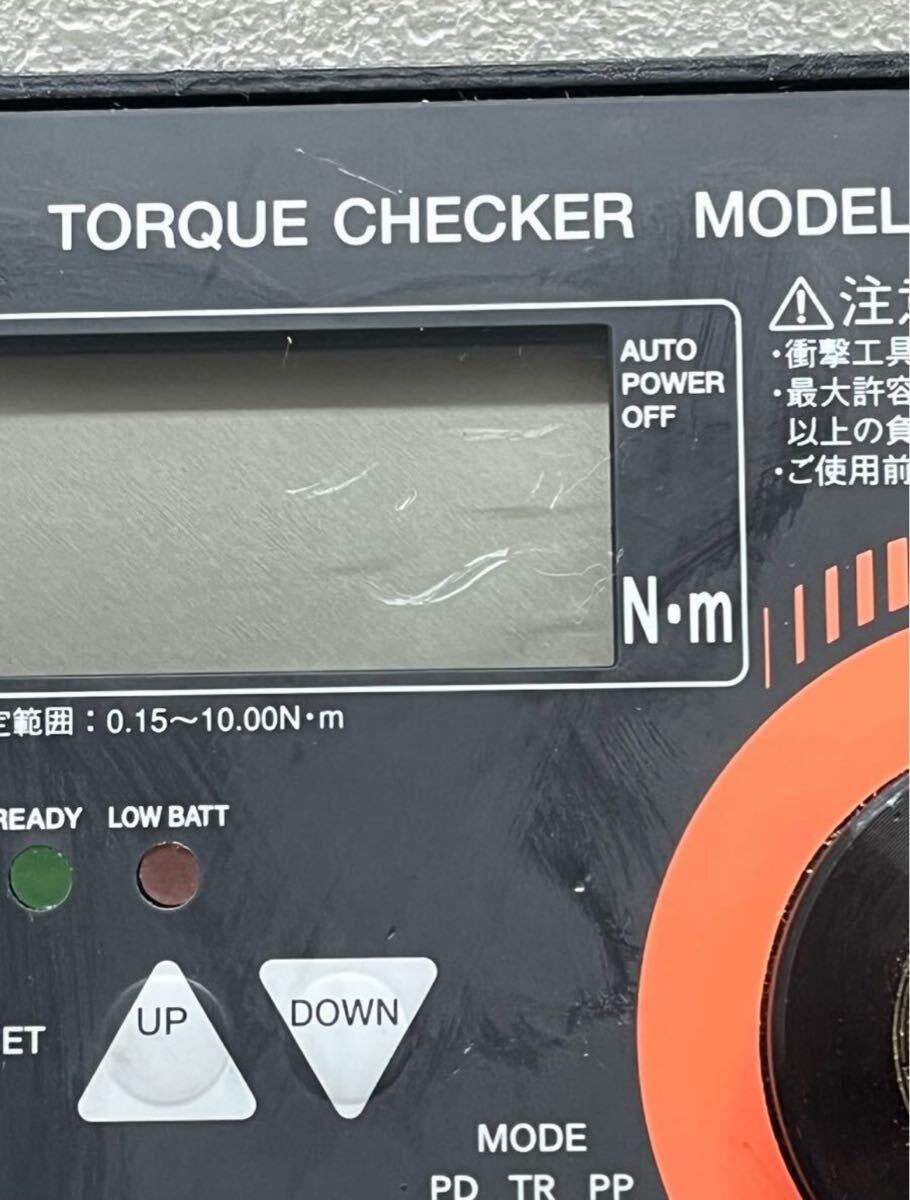 TORQUE CHECKER MODEL
AUTO
POWER
OFF
N・m
⚠注意
・衝撃工具
・最大許容
以上の負
・ご使用前
定範囲：0.15〜10.00N・m
READY LOW BATT
ET
UP
DOWN
MODE
PD TR PP